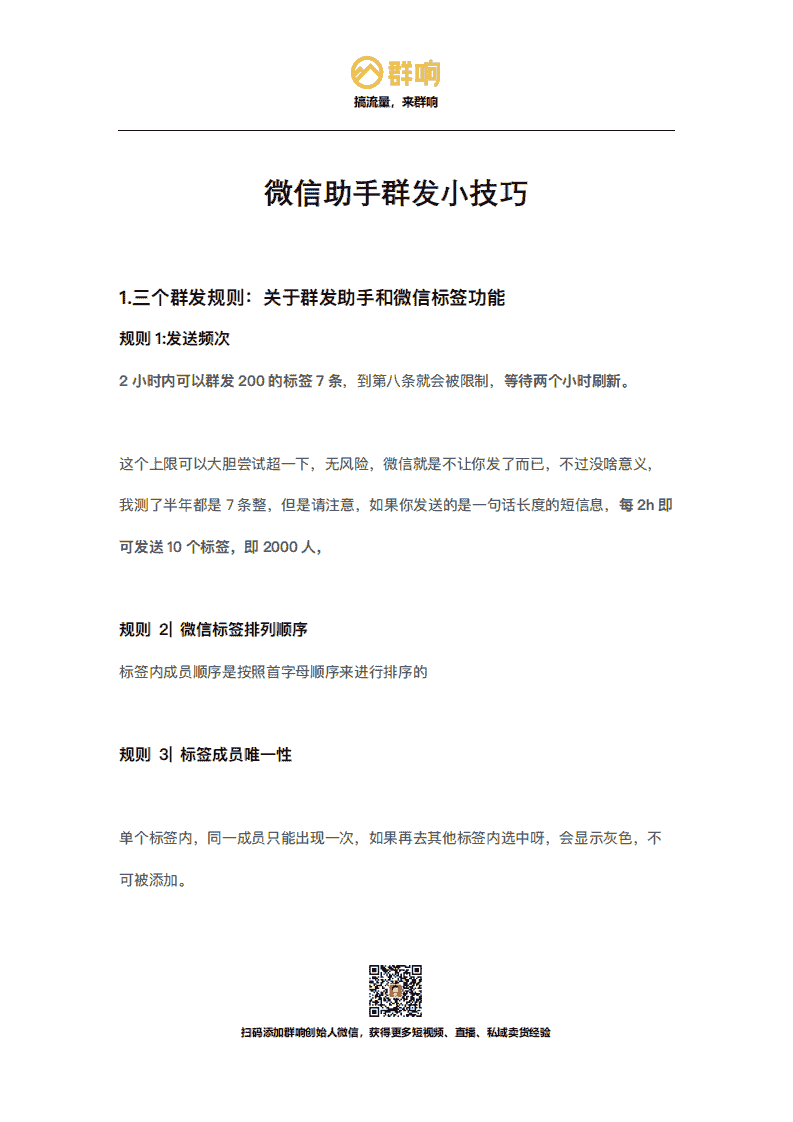 群响
搞流量，来群响
微信助手群发小技巧
1.三个群发规则：关于群发助手和微信标签功能
规则 1:发送频次
2 小时内可以群发 200 的标签 7 条，到第八条就会被限制，等待两个小时刷新。
这个上限可以大胆尝试超一下，无风险，微信就是不让你发了而已，不过没啥意义，
我测了半年都是 7 条整，但是请注意，如果你发送的是一句话长度的短信息，每 2h 即
可发送 10 个标签，即 2000 人，
规则 2| 微信标签排列顺序
标签内成员顺序是按照首字母顺序来进行排序的
规则 3| 标签成员唯一性
单个标签内，同一成员只能出现一次，如果再去其他标签内选中呀，会显示灰色，不
可被添加。
扫码添加群响创始人微信，获得更多短视频、直播、私域卖货经验